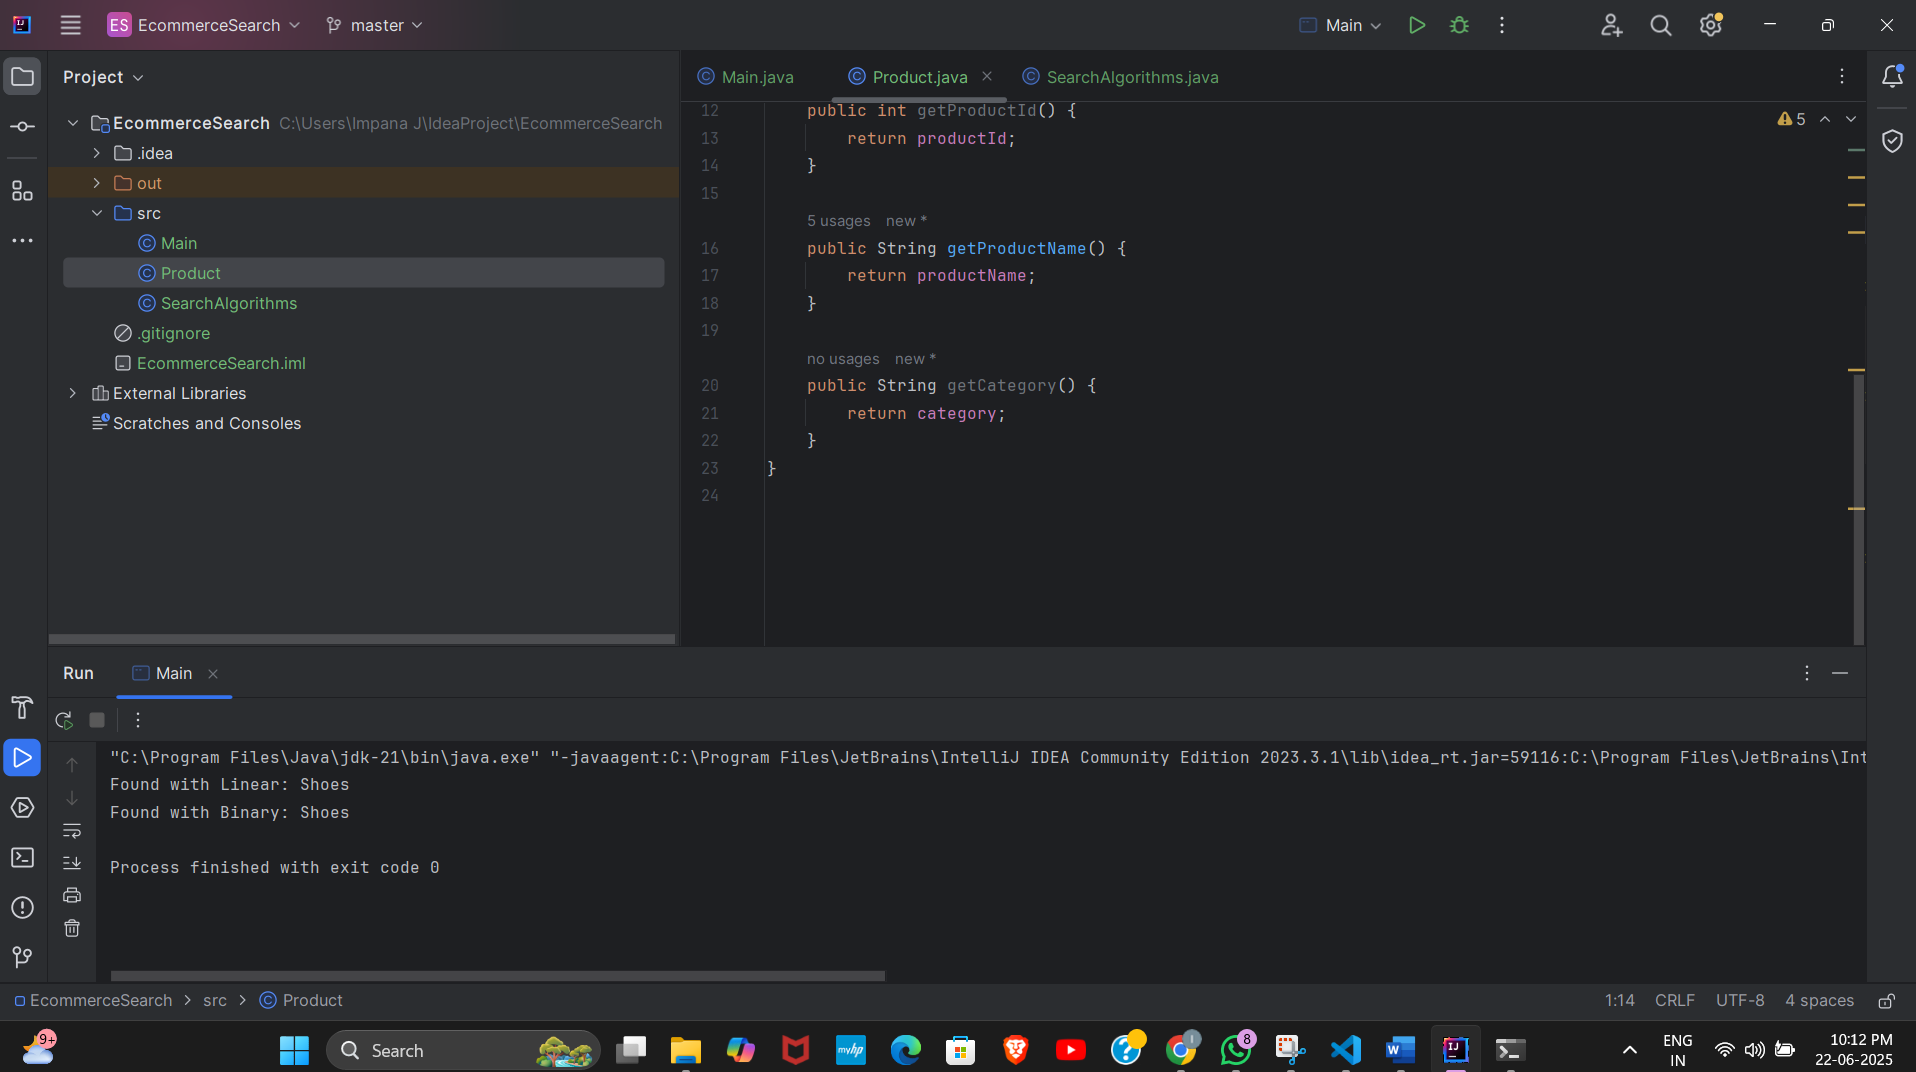 ES EcommerceSearch master Main
Project
Main.java Product.java SearchAlgorithms.java
EcommerceSearch C:\Users\Impana J\IdeaProject\EcommerceSearch
.idea
out
src
Main
Product
SearchAlgorithms
.gitignore
EcommerceSearch.iml
External Libraries
Scratches and Consoles
5
12 public int getProductId() {
13 return productId;
14 }
15
5 usages new *
16 public String getProductName() {
17 return productName;
18 }
19
no usages new *
20 public String getCategory() {
21 return category;
22 }
23 }
24
Run Main
"C:\Program Files\Java\jdk-21\bin\java.exe" "-javaagent:C:\Program Files\JetBrains\IntelliJ IDEA Community Edition 2023.3.1\lib\idea_rt.jar=59116:C:\Program Files\JetBrains\Int
Found with Linear: Shoes
Found with Binary: Shoes
Process finished with exit code 0
EcommerceSearch > src > Product
1:14 CRLF UTF-8 4 spaces
9+
Search
myhp
8
ENG
IN
10:12 PM
22-06-2025